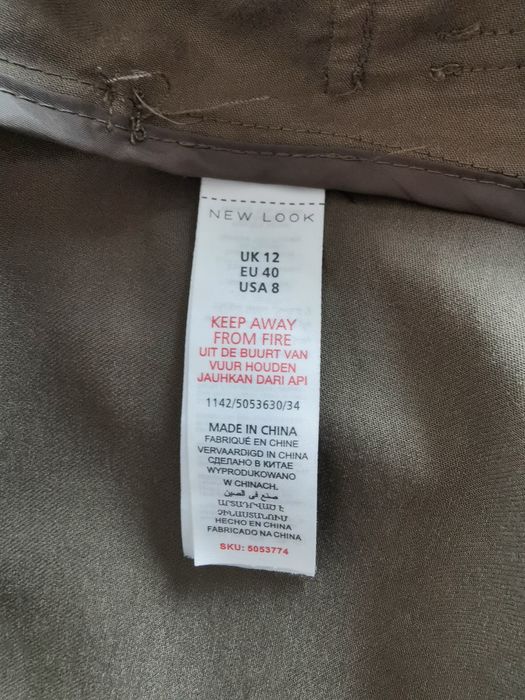 NEW LOOK
UK 12
EU 40
USA 8
KEEP AWAY
FROM FIRE
UIT DE BUURT VAN
VUUR HOUDEN
JAUHKAN DARI API
1142/5053630/34
MADE IN CHINA
FABRIQUÉ EN CHINE
VERVAARDIGD IN CHINA
СДЕЛАНО В КИТАЕ
WYPRODUKOWANO
W CHINACH.
صنع في الصين
ԱՐՏԱԴՐՎԱԾ Է
ՉԻՆԱՍՏԱՆՈՒՄ
HECHO EN CHINA
FABRICADO NA CHINA
SKU: 5053774